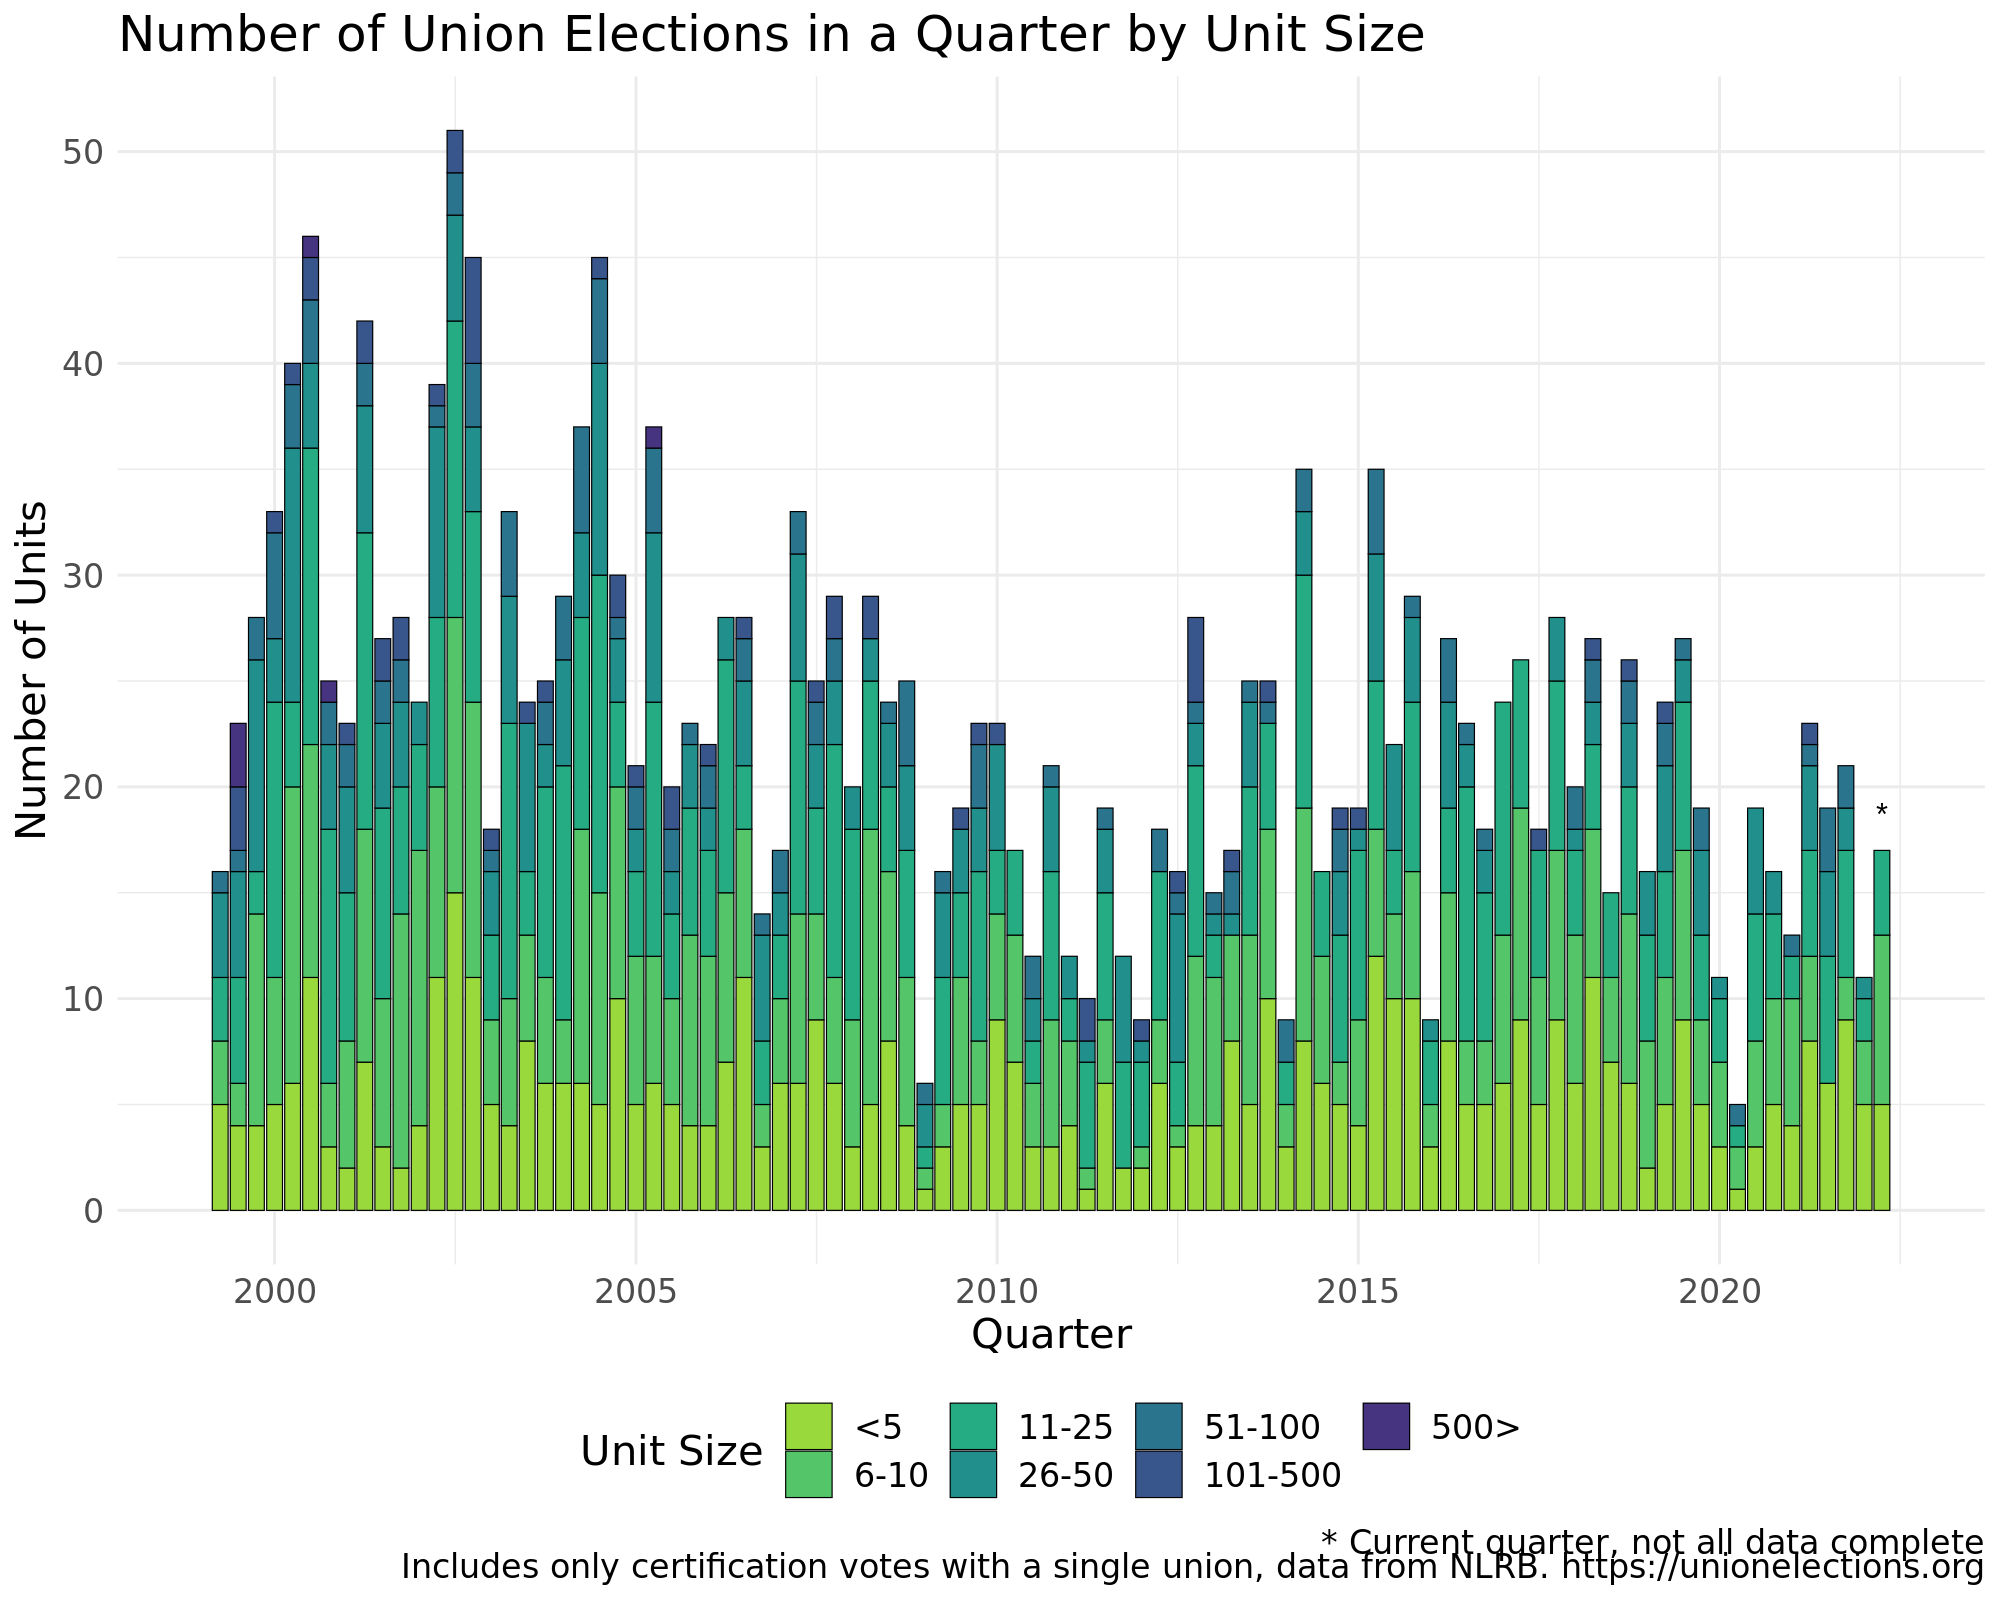 Number of Union Elections in a Quarter by Unit Size
Number of Units
50
40
30
20
10
0
*
2000 2005 2010 2015 2020
Quarter
Unit Size
<5 11-25 51-100 500>
6-10 26-50 101-500
* Current quarter, not all data complete
Includes only certification votes with a single union, data from NLRB. https://unionelections.org